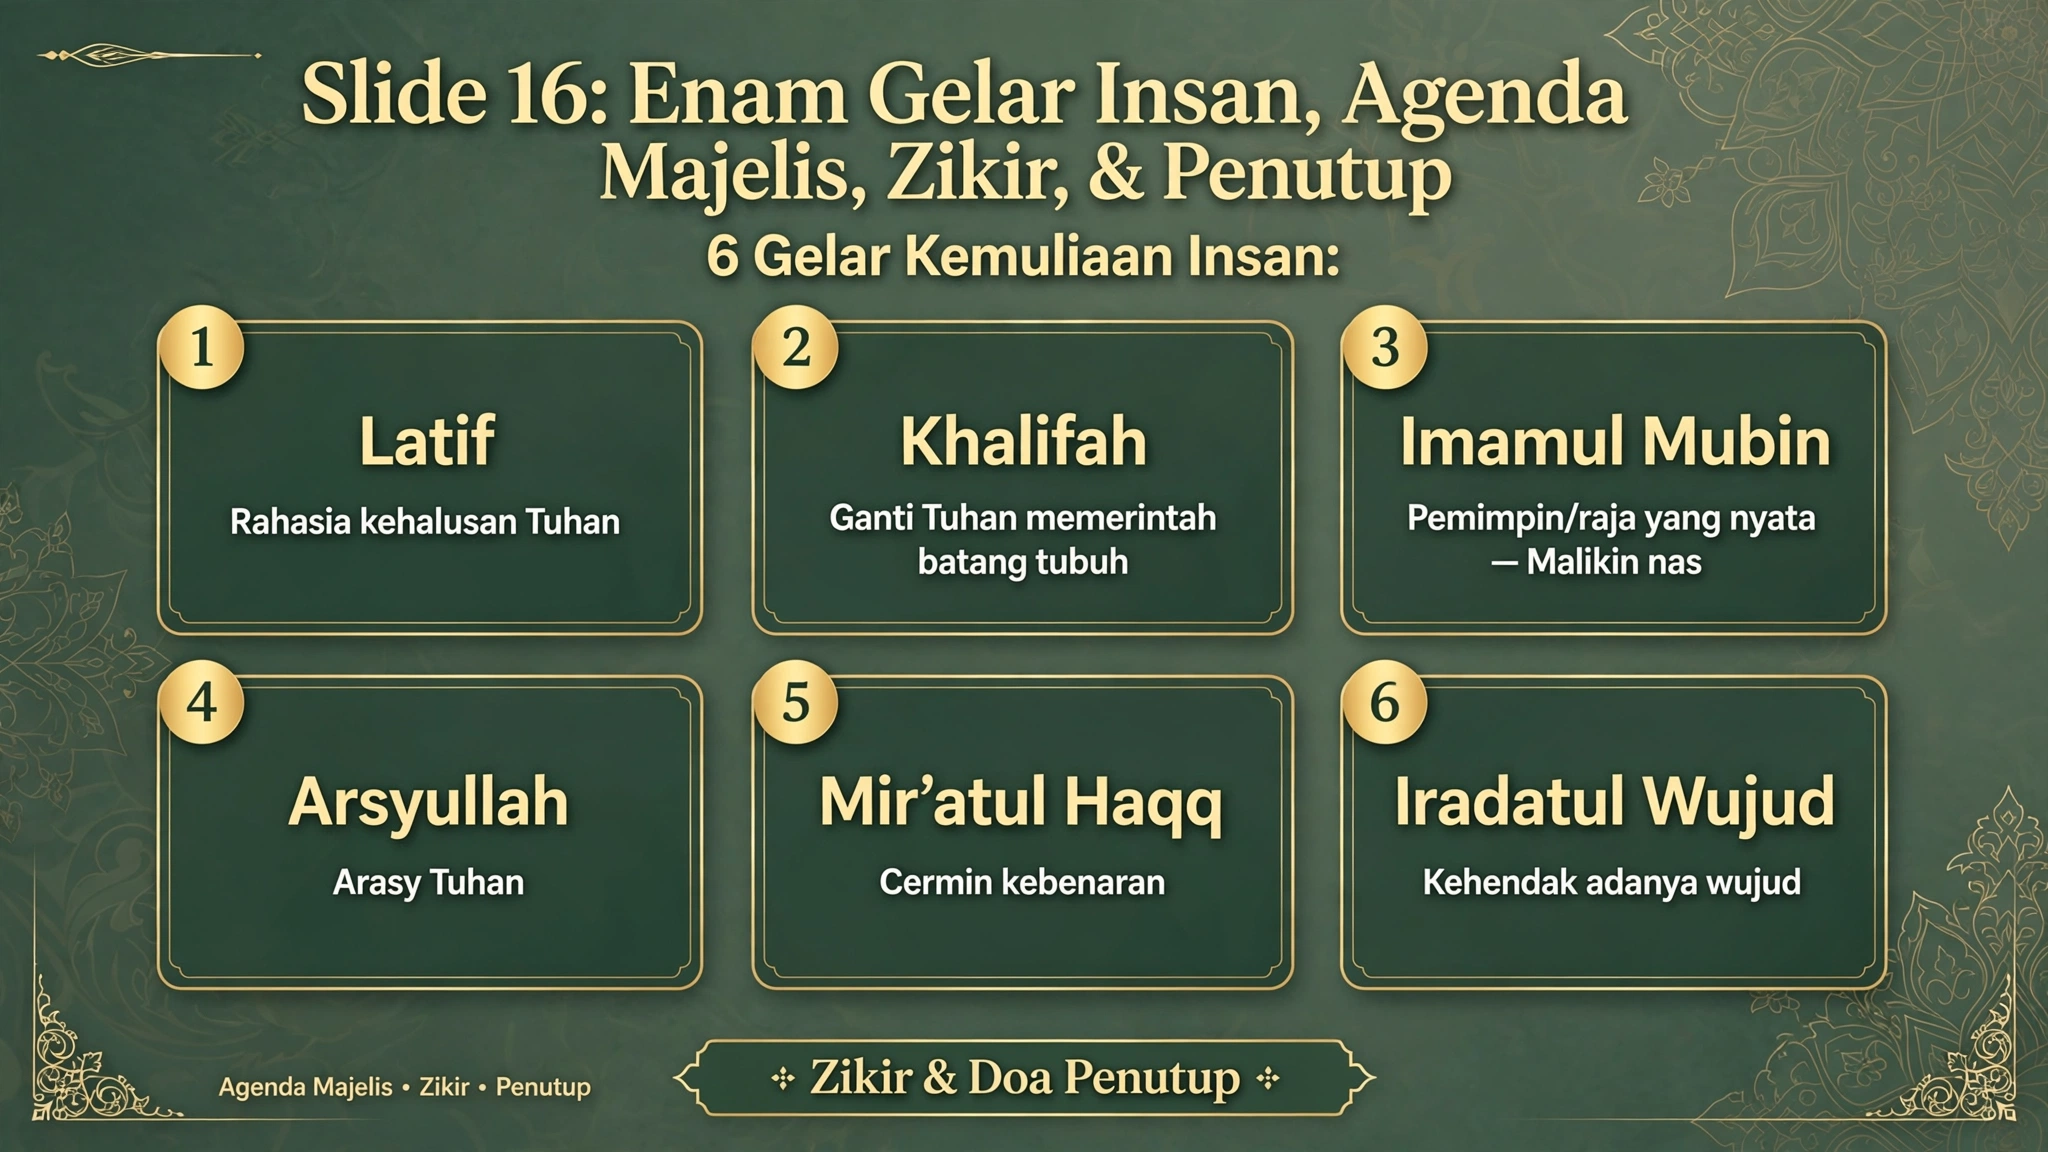 Slide 16: Enam Gelar Insan, Agenda
Majelis, Zikir, & Penutup
6 Gelar Kemuliaan Insan:
1
Latif
Rahasia kehalusan Tuhan
2
Khalifah
Ganti Tuhan memerintah
batang tubuh
3
Imamul Mubin
Pemimpin/raja yang nyata
— Malikin nas
4
Arsyullah
Arasy Tuhan
5
Mir’atul Haqq
Cermin kebenaran
6
Iradatul Wujud
Kehendak adanya wujud
Agenda Majelis • Zikir • Penutup
Zikir & Doa Penutup